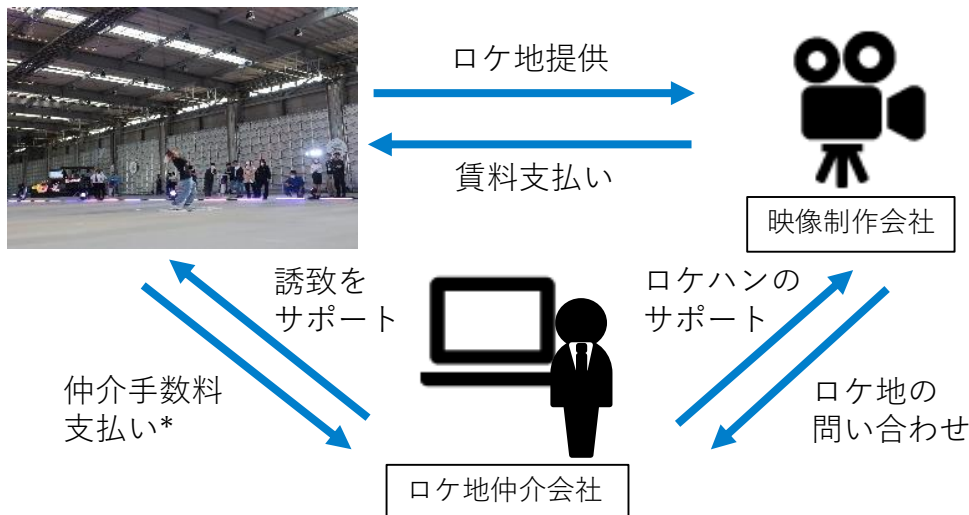 ロケ地提供
賃料支払い
映像制作会社
誘致を
サポート
ロケハンの
サポート
仲介手数料
支払い*
ロケ地の
問い合わせ
ロケ地仲介会社